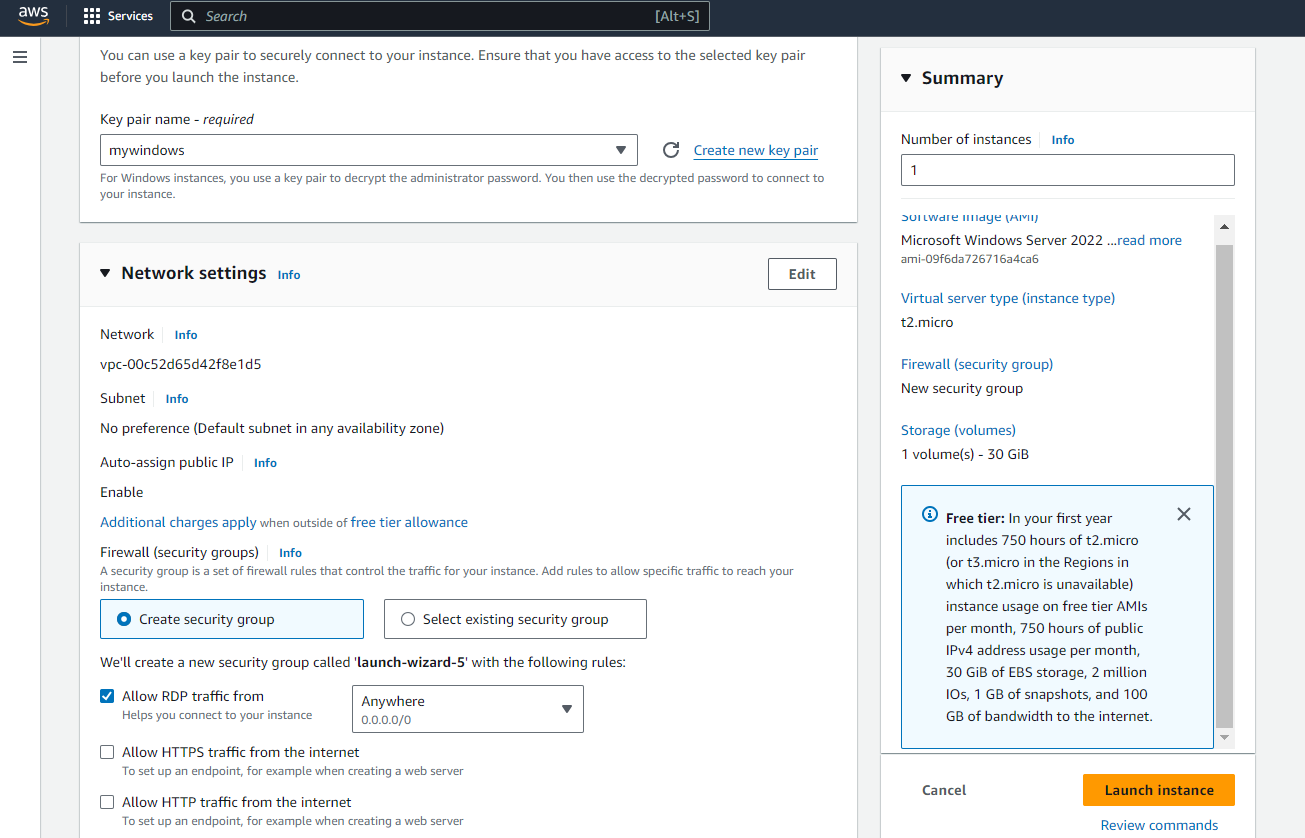 aws
Services
Search
[Alt+S]
You can use a key pair to securely connect to your instance. Ensure that you have access to the selected key pair
before you launch the instance.
Key pair name - required
mywindows
Create new key pair
For Windows instances, you use a key pair to decrypt the administrator password. You then use the decrypted password to connect to
your instance.
Network settings Info
Edit
Network Info
vpc-00c52d65d42f8e1d5
Subnet Info
No preference (Default subnet in any availability zone)
Auto-assign public IP Info
Enable
Additional charges apply when outside of free tier allowance
Firewall (security groups) Info
A security group is a set of firewall rules that control the traffic for your instance. Add rules to allow specific traffic to reach your
instance.
Create security group
Select existing security group
We'll create a new security group called 'launch-wizard-5' with the following rules:
Allow RDP traffic from
Helps you connect to your instance
Anywhere
0.0.0.0/0
Allow HTTPS traffic from the internet
To set up an endpoint, for example when creating a web server
Allow HTTP traffic from the internet
To set up an endpoint, for example when creating a web server
Summary
Number of instances Info
1
Software Image (AMI)
Microsoft Windows Server 2022 ...read more
ami-09f6da726716a4ca6
Virtual server type (instance type)
t2.micro
Firewall (security group)
New security group
Storage (volumes)
1 volume(s) - 30 GiB
Free tier: In your first year
includes 750 hours of t2.micro
(or t3.micro in the Regions in
which t2.micro is unavailable)
instance usage on free tier AMIs
per month, 750 hours of public
IPv4 address usage per month,
30 GiB of EBS storage, 2 million
IOs, 1 GB of snapshots, and 100
GB of bandwidth to the internet.
Cancel
Launch instance
Review commands